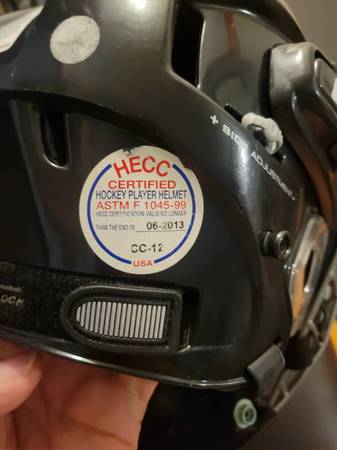 + SIDE ADJUSTMENT
HECC
CERTIFIED
HOCKEY PLAYER HELMET
ASTM F 1045-99
HECC CERTIFICATION VALID NO LONGER
THAN THE END OF 06-2013
CC-12
USA